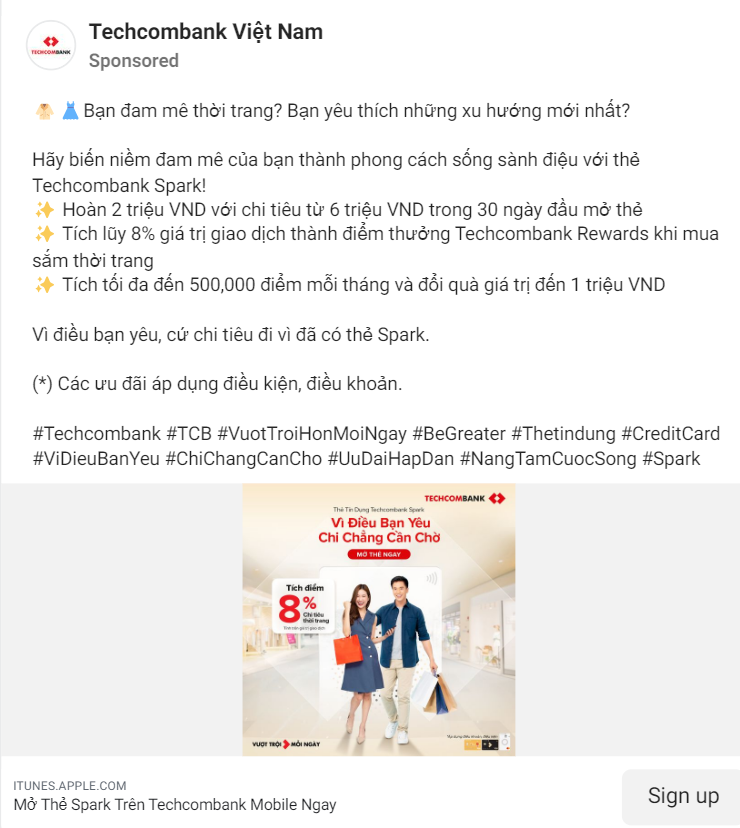 TECHCOMBANK
Techcombank Việt Nam
Sponsored
Bạn đam mê thời trang? Bạn yêu thích những xu hướng mới nhất?
Hãy biến niềm đam mê của bạn thành phong cách sống sành điệu với thẻ
Techcombank Spark!
✨ Hoàn 2 triệu VND với chi tiêu từ 6 triệu VND trong 30 ngày đầu mở thẻ
✨ Tích lũy 8% giá trị giao dịch thành điểm thưởng Techcombank Rewards khi mua
sắm thời trang
✨ Tích tối đa đến 500,000 điểm mỗi tháng và đổi quà giá trị đến 1 triệu VND
Vì điều bạn yêu, cứ chi tiêu đi vì đã có thẻ Spark.
(*) Các ưu đãi áp dụng điều kiện, điều khoản.
#Techcombank #TCB #VuotTroiHonMoiNgay #BeGreater #Thetindung #CreditCard
#ViDieuBanYeu #ChiChangCanCho #UuDaiHapDan #NangTamCuocSong #Spark
TECHCOMBANK
Thẻ Tín Dụng Techcombank Spark
Vì Điều Bạn Yêu
Chi Chẳng Cần Chờ
MỞ THẺ NGAY
Tích điểm
8%
Chi tiêu
thời trang
VƯỢT TRỘI MỖI NGÀY
ITUNES.APPLE.COM
Mở Thẻ Spark Trên Techcombank Mobile Ngay
Sign up